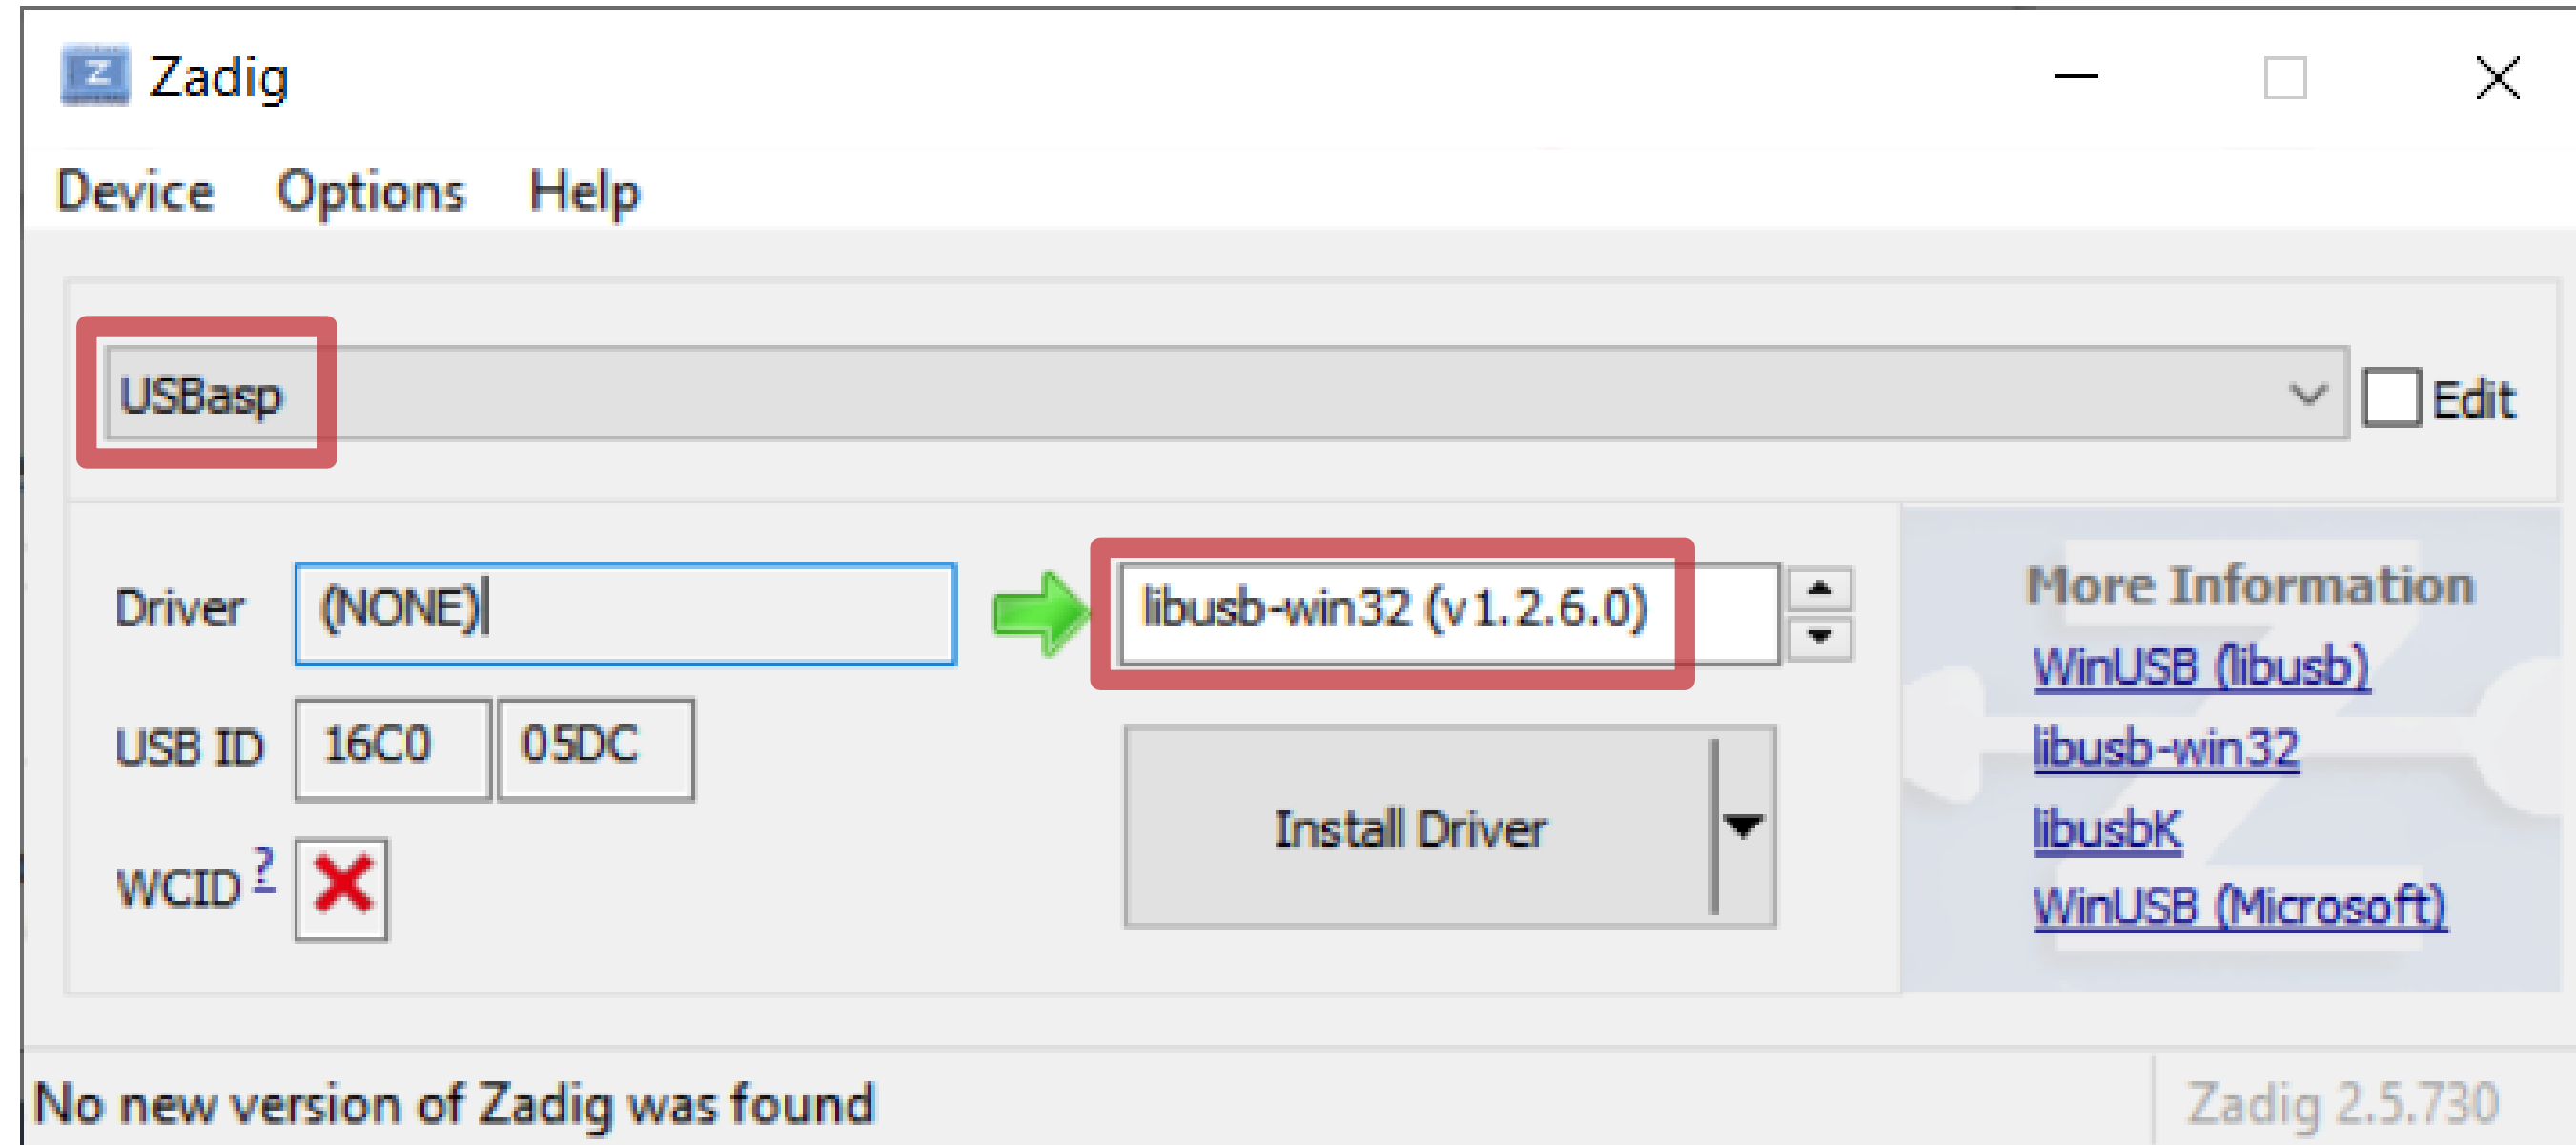 Z Zadig
Device Options Help
USBasp
Edit
Driver (NONE) libusb-win32 (v1.2.6.0)
USB ID 16C0 05DC
WCID ?
Install Driver
More Information
WinUSB (libusb)
libusb-win32
libusbK
WinUSB (Microsoft)
No new version of Zadig was found
Zadig 2.5.730